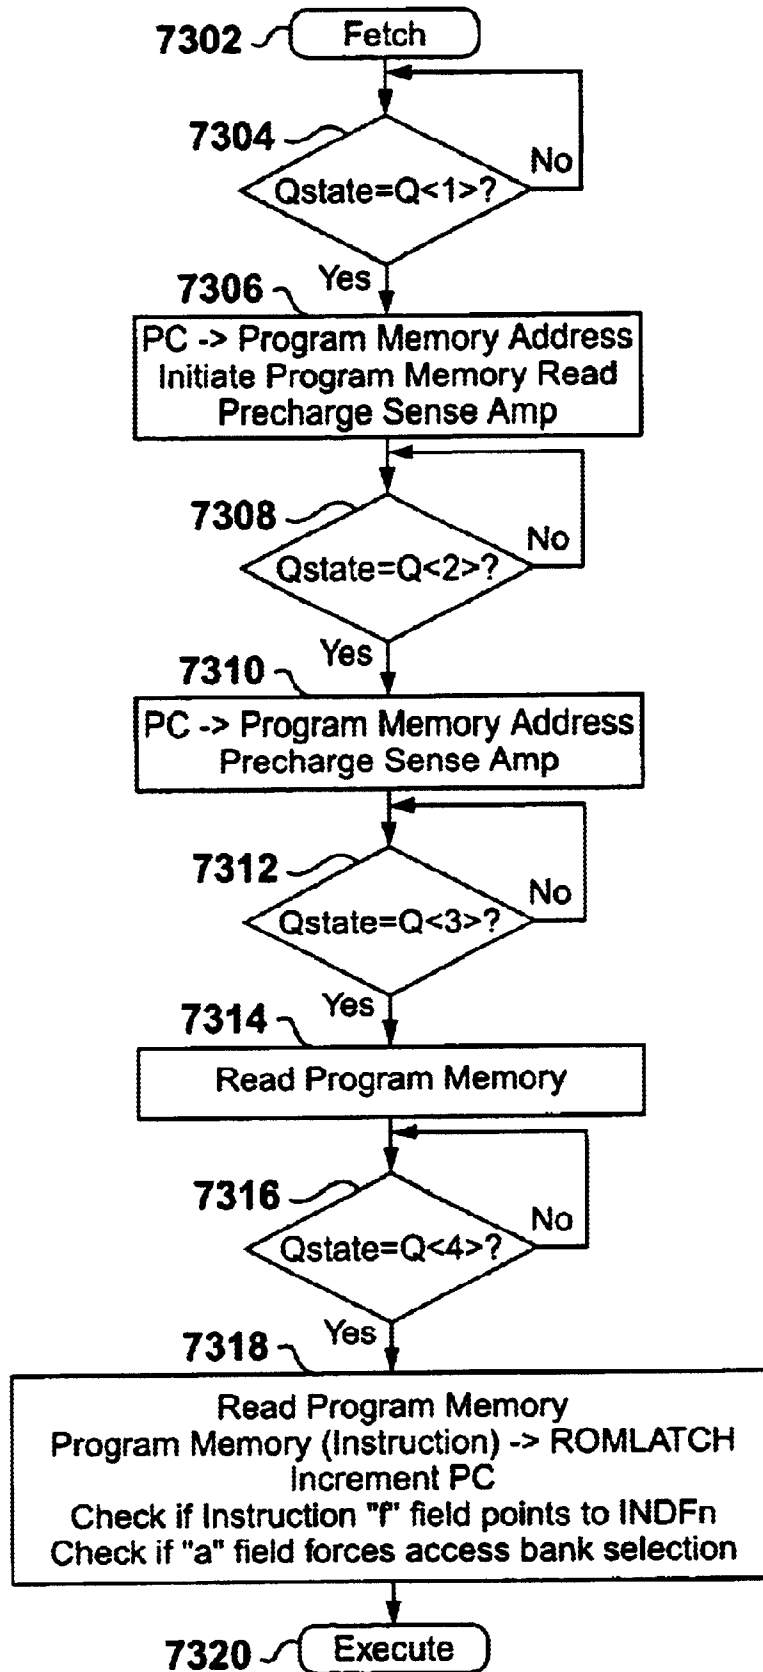 7302
Fetch
7304
Qstate=Q<1>?
No
Yes
7306
PC -> Program Memory Address
Initiate Program Memory Read
Precharge Sense Amp
7308
Qstate=Q<2>?
No
Yes
7310
PC -> Program Memory Address
Precharge Sense Amp
7312
Qstate=Q<3>?
No
Yes
7314
Read Program Memory
7316
Qstate=Q<4>?
No
Yes
7318
Read Program Memory
Program Memory (Instruction) -> ROMLATCH
Increment PC
Check if Instruction "f" field points to INDFn
Check if "a" field forces access bank selection
7320
Execute